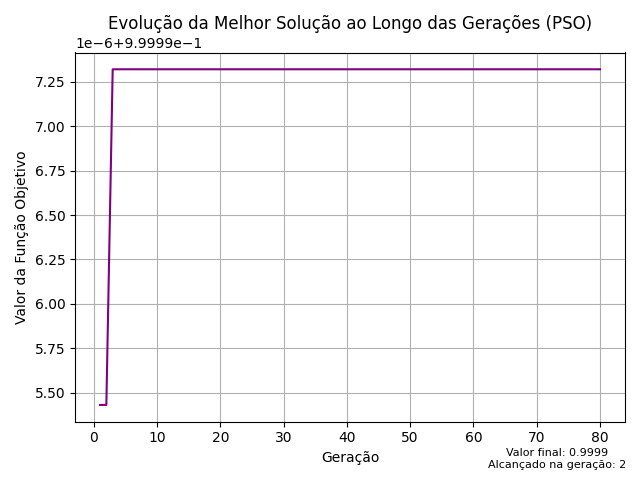 Evolução da Melhor Solução ao Longo das Gerações (PSO)
1e-6+9.9999e-1
7.25
7.00
6.75
6.50
6.25
6.00
5.75
5.50
Valor da Função Objetivo
0 10 20 30 40 50 60 70 80
Geração
Valor final: 0.9999
Alcançado na geração: 2